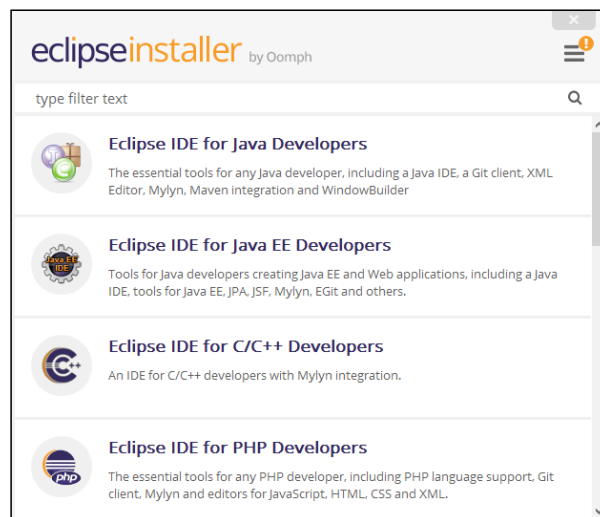 eclipseinstaller by Oomph
!
type filter text
Eclipse IDE for Java Developers
The essential tools for any Java developer, including a Java IDE, a Git client, XML
Editor, Mylyn, Maven integration and WindowBuilder
Java EE
IDE
Eclipse IDE for Java EE Developers
Tools for Java developers creating Java EE and Web applications, including a Java
IDE, tools for Java EE, JPA, JSF, Mylyn, EGit and others.
C++
Eclipse IDE for C/C++ Developers
An IDE for C/C++ developers with Mylyn integration.
php
Eclipse IDE for PHP Developers
The essential tools for any PHP developer, including PHP language support, Git
client, Mylyn and editors for JavaScript, HTML, CSS and XML.